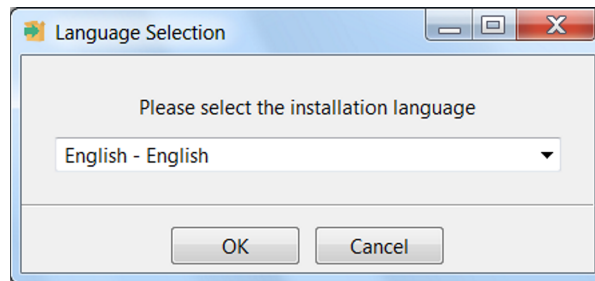 Language Selection
Please select the installation language
English - English
OK
Cancel